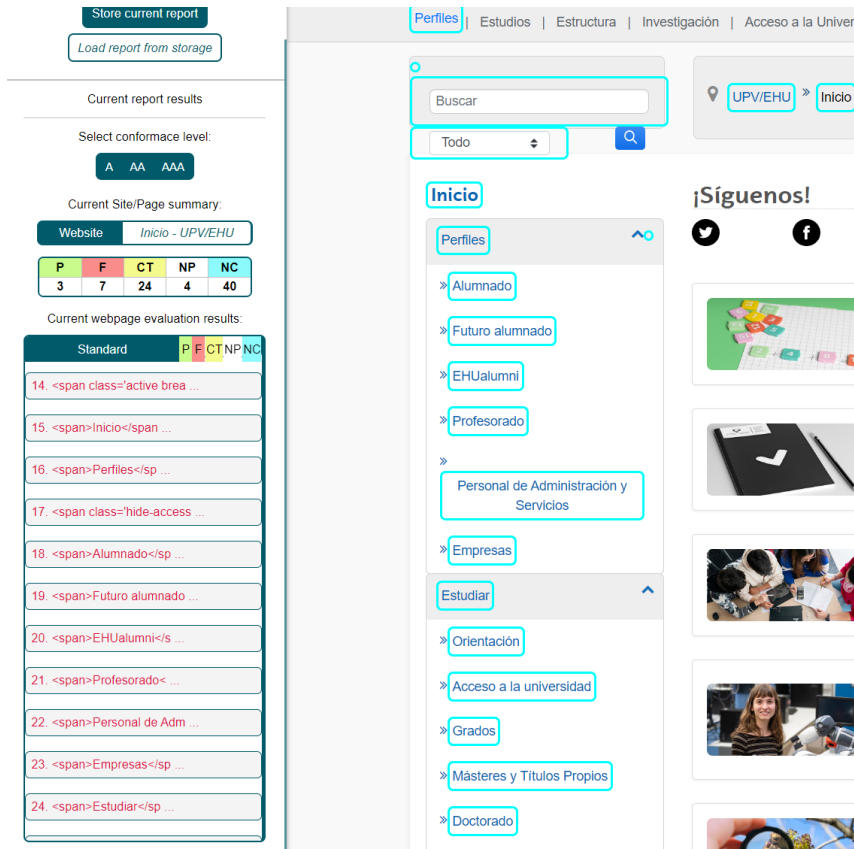 Store current report
Load report from storage
Current report results
Select conformace level:
A AA AAA
Current Site/Page summary:
Website Inicio - UPV/EHU
P F CT NP NC
3 7 24 4 40
Current webpage evaluation results:
Standard P F CT NP NC
14. <span class='active brea ...
15. <span>Inicio</span ...
16. <span>Perfiles</sp ...
17. <span class='hide-access ...
18. <span>Alumnado</sp ...
19. <span>Futuro alumnado ...
20. <span>EHUalumni</s ...
21. <span>Profesorado< ...
22. <span>Personal de Adm ...
23. <span>Empresas</sp ...
24. <span>Estudiar</sp ...
Perfiles | Estudios | Estructura | Investigación | Acceso a la Univer
Buscar
Todo
UPV/EHU » Inicio
Inicio
Perfiles
» Alumnado
» Futuro alumnado
» EHUalumni
» Profesorado
»
Personal de Administración y
Servicios
» Empresas
Estudiar
» Orientación
» Acceso a la universidad
» Grados
» Másteres y Títulos Propios
» Doctorado
¡Síguenos!